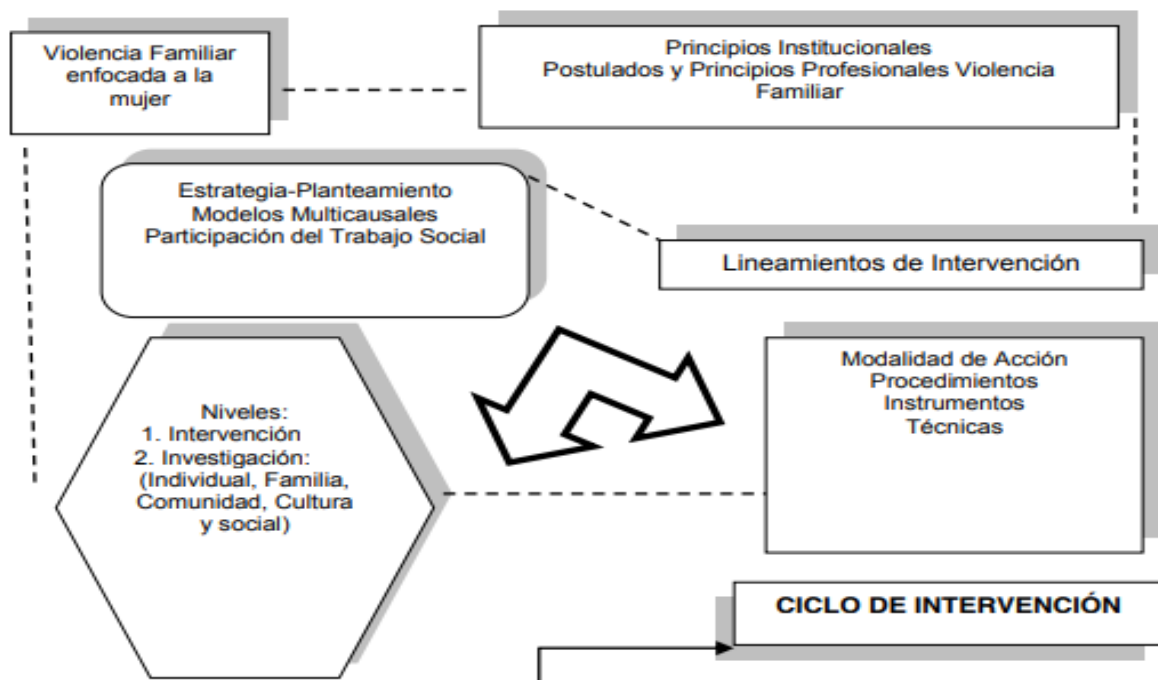 Violencia Familiar
enfocada a la
mujer
Principios Institucionales
Postulados y Principios Profesionales Violencia
Familiar
Estrategia-Planteamiento
Modelos Multicausales
Participación del Trabajo Social
Lineamientos de Intervención
Niveles:
1. Intervención
2. Investigación:
(Individual, Familia,
Comunidad, Cultura
y social)
Modalidad de Acción
Procedimientos
Instrumentos
Técnicas
CICLO DE INTERVENCIÓN